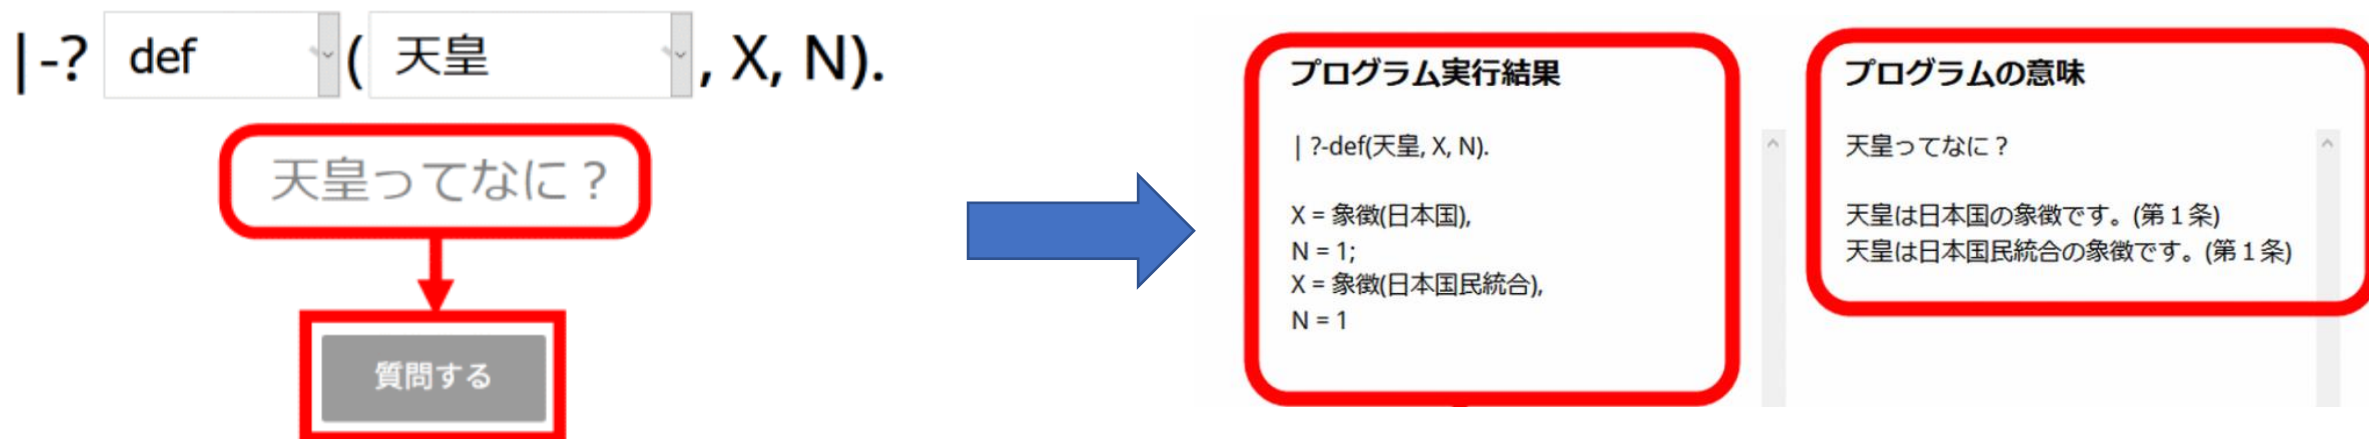 |-? def ( 天皇 , X, N).
天皇ってなに？
質問する
プログラム実行結果
| ?-def(天皇, X, N).
X = 象徴(日本国),
N = 1;
X = 象徴(日本国民統合),
N = 1
プログラムの意味
天皇ってなに？
天皇は日本国の象徴です。(第１条)
天皇は日本国民統合の象徴です。(第１条)